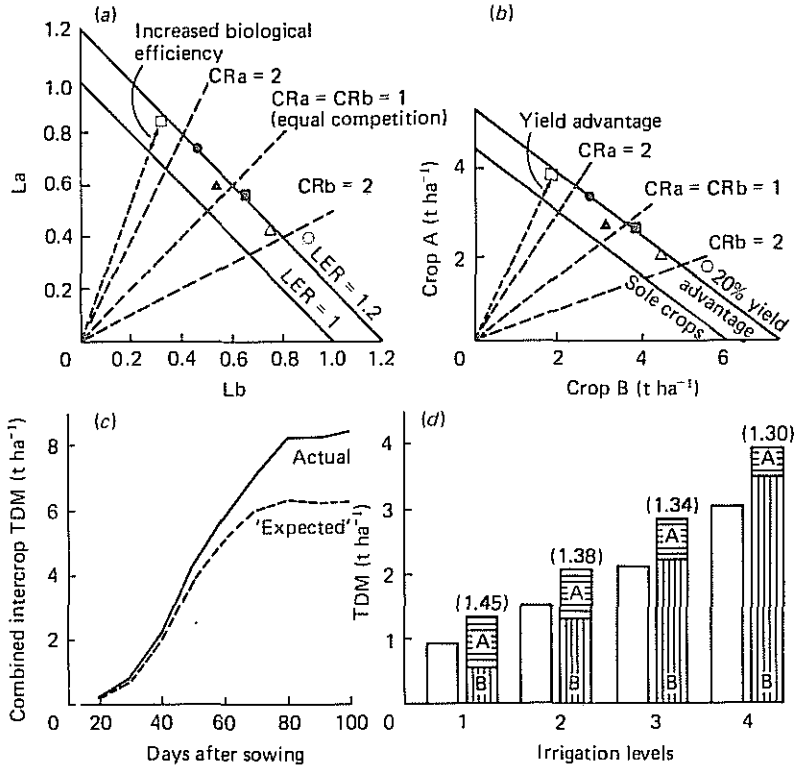 (a)
1.2
1.0
0.8
0.6
0.4
0.2
0
La
Increased biological
efficiency
CRa = 2
CRa = CRb = 1
(equal competition)
CRb = 2
LER = 1.2
LER = 1
0.2
0.4
0.6
0.8
1.0
1.2
Lb
(b)
4
2
0
Crop A (t ha⁻¹)
Yield advantage
CRa = 2
CRa = CRb = 1
CRb = 2
20% yield
advantage
Sole crops
2
4
6
Crop B (t ha⁻¹)
(c)
8
6
4
2
0
Combined intercrop TDM (t ha⁻¹)
Actual
'Expected'
20
40
60
80
100
Days after sowing
(d)
4
3
2
1
0
TDM (t ha⁻¹)
(1.45)
A
B
(1.38)
A
B
(1.34)
A
B
(1.30)
A
B
1
2
3
4
Irrigation levels